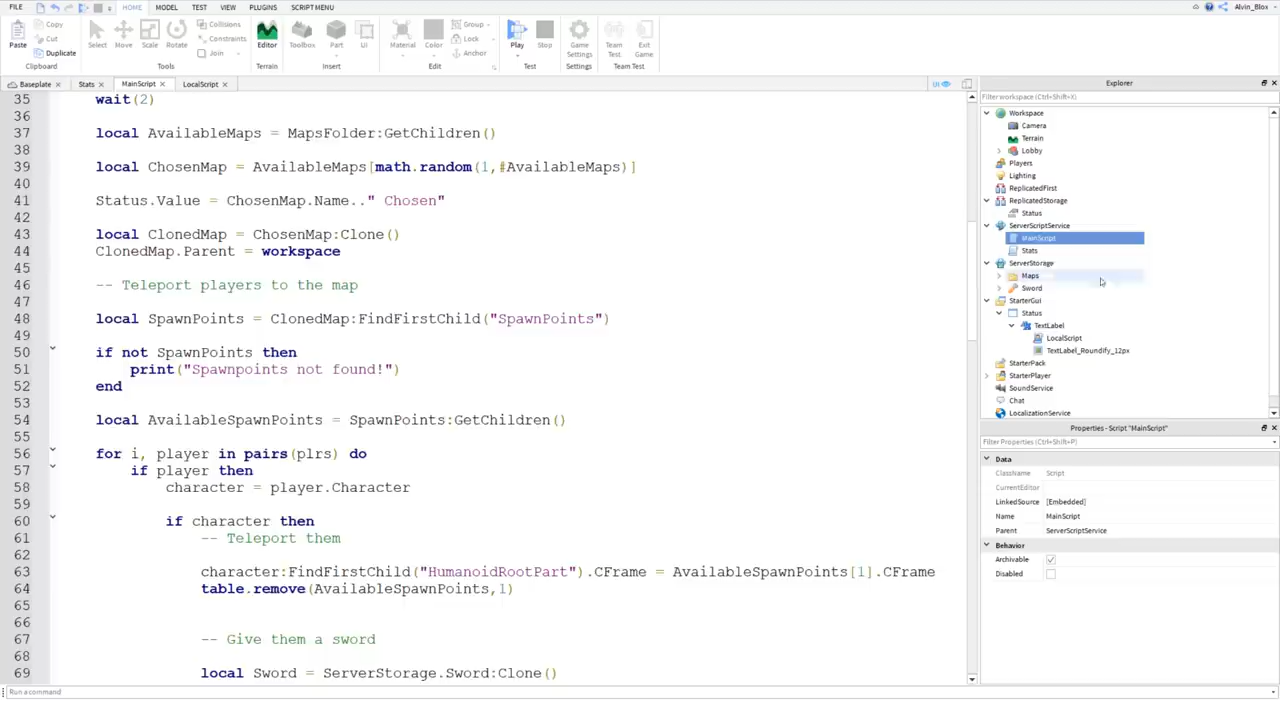 FILE HOME MODEL TEST VIEW PLUGINS SCRIPT MENU Alvin_Blox
Paste Copy Cut Duplicate Select Move Scale Rotate Collisions Constraints Join Editor Toolbox Part UI Material Color Group Lock Anchor Play Stop Game Settings Team Test Exit Game
Clipboard Tools Terrain Insert Edit Test Settings Team Test
Baseplate Stats MainScript LocalScript UI
35 wait(2)
36
37 local AvailableMaps = MapsFolder:GetChildren()
38
39 local ChosenMap = AvailableMaps[math.random(1,#AvailableMaps)]
40
41 Status.Value = ChosenMap.Name.." Chosen"
42
43 local ClonedMap = ChosenMap:Clone()
44 ClonedMap.Parent = workspace
45
46 -- Teleport players to the map
47
48 local SpawnPoints = ClonedMap:FindFirstChild("SpawnPoints")
49
50 if not SpawnPoints then
51 print("Spawnpoints not found!")
52 end
53
54 local AvailableSpawnPoints = SpawnPoints:GetChildren()
55
56 for i, player in pairs(plrs) do
57 if player then
58 character = player.Character
59
60 if character then
61 -- Teleport them
62
63 character:FindFirstChild("HumanoidRootPart").CFrame = AvailableSpawnPoints[1].CFrame
64 table.remove(AvailableSpawnPoints,1)
65
66
67 -- Give them a sword
68
69 local Sword = ServerStorage.Sword:Clone()
Explorer
Filter workspace (Ctrl+Shift+X)
Workspace
Camera
Terrain
Lobby
Players
Lighting
ReplicatedFirst
ReplicatedStorage
Status
ServerScriptService
MainScript
Stats
ServerStorage
Maps
Sword
StarterGui
Status
TextLabel
LocalScript
TextLabel_Roundify_12px
StarterPack
StarterPlayer
SoundService
Chat
LocalizationService
Properties - Script "MainScript"
Filter Properties (Ctrl+Shift+P)
Data
ClassName Script
CurrentEditor
LinkedSource [Embedded]
Name MainScript
Parent ServerScriptService
Behavior
Archivable
Disabled
Run a command